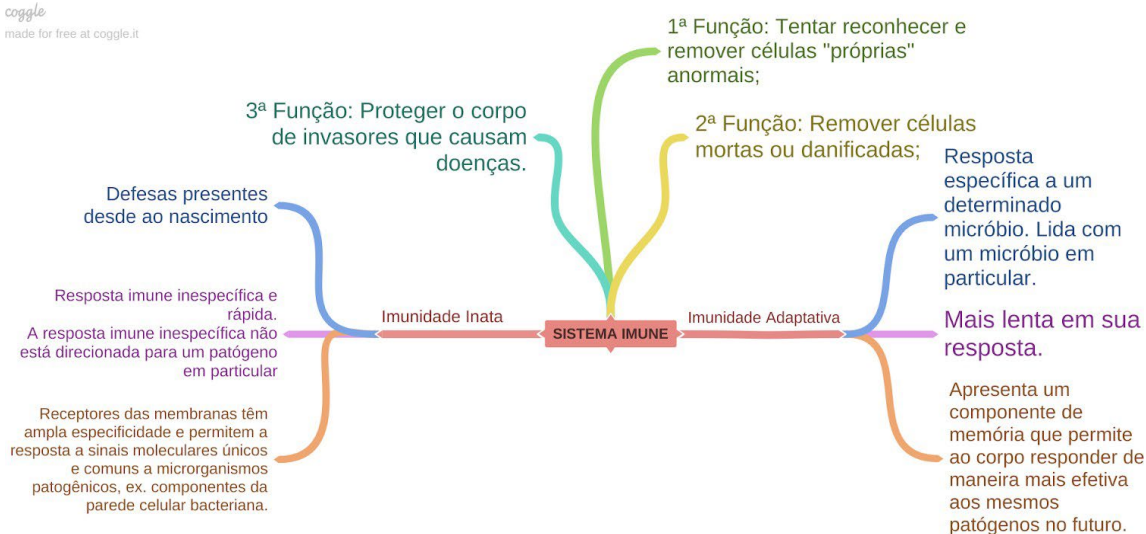 coggle
made for free at coggle.it
1ª Função: Tentar reconhecer e
remover células "próprias"
anormais;
3ª Função: Proteger o corpo
de invasores que causam
doenças.
2ª Função: Remover células
mortas ou danificadas;
Defesas presentes
desde ao nascimento
Resposta imune inespecífica e
rápida.
A resposta imune inespecífica não
está direcionada para um patógeno
em particular
Receptores das membranas têm
ampla especificidade e permitem a
resposta a sinais moleculares únicos
e comuns a microrganismos
patogênicos, ex. componentes da
parede celular bacteriana.
Imunidade Inata
SISTEMA IMUNE
Imunidade Adaptativa
Resposta
específica a um
determinado
micróbio. Lida com
um micróbio em
particular.
Mais lenta em sua
resposta.
Apresenta um
componente de
memória que permite
ao corpo responder de
maneira mais efetiva
aos mesmos
patógenos no futuro.